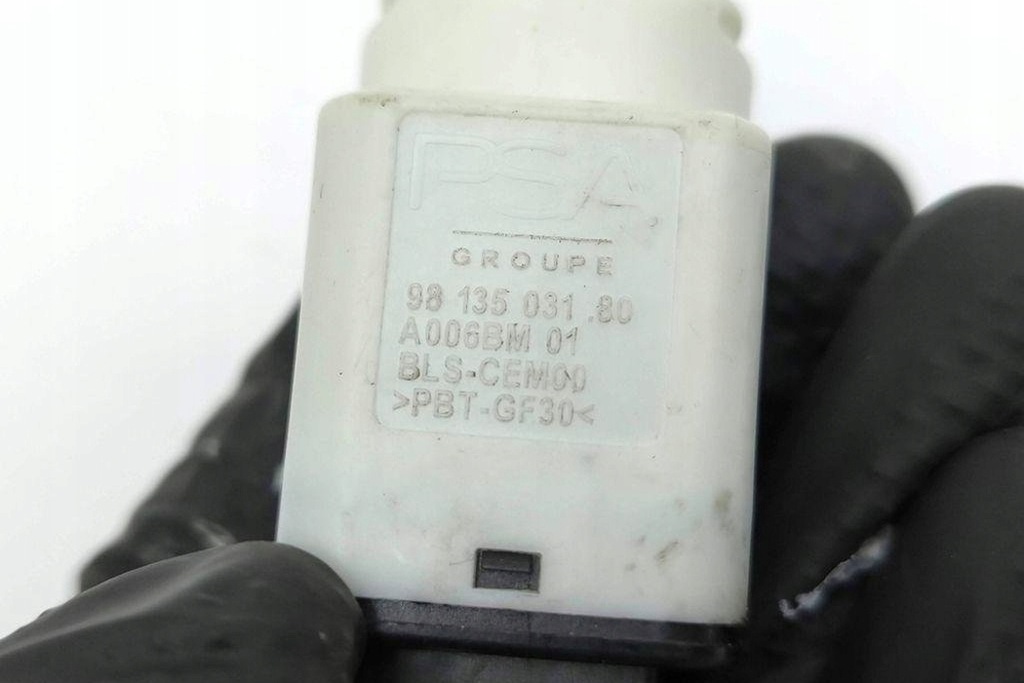 PSA
GROUPE
98 135 031 .80
A006BM 01
BLS-CEM00
>PBT-GF30<